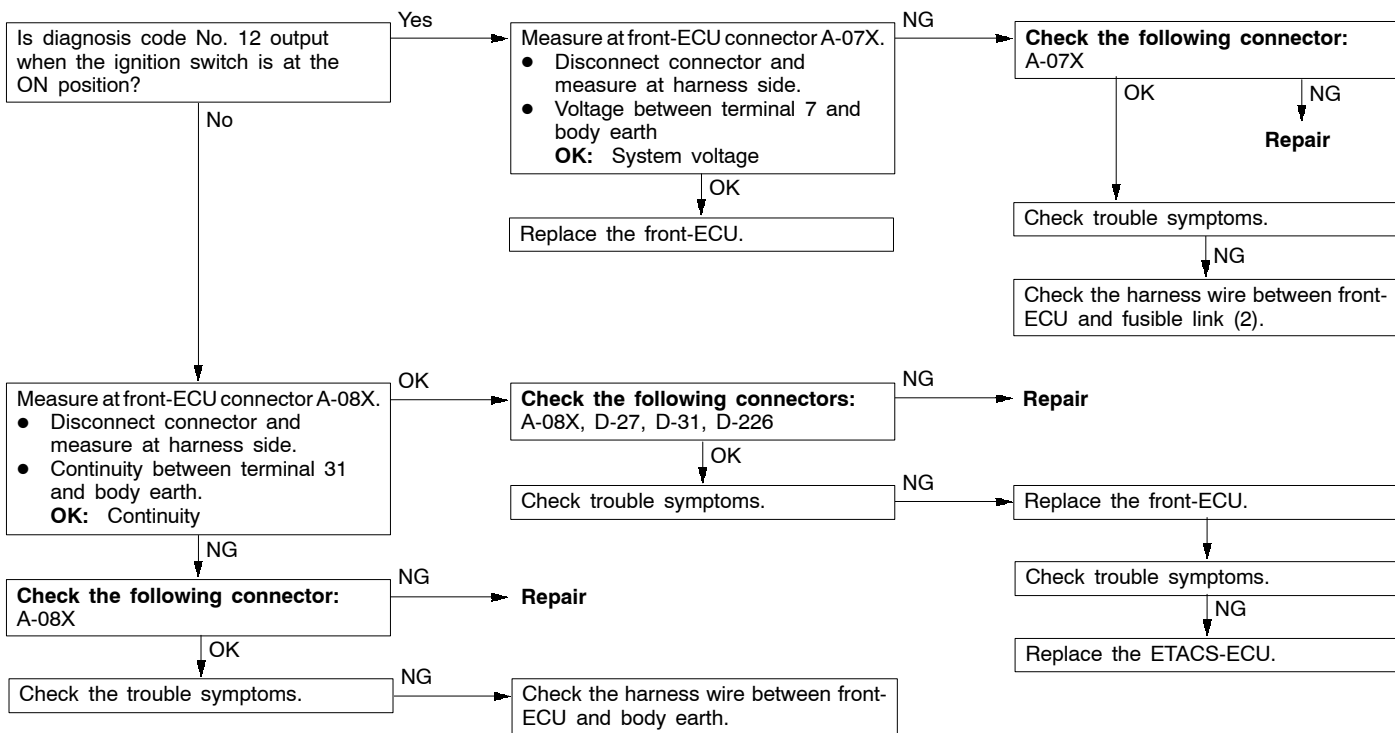 Is diagnosis code No. 12 output
when the ignition switch is at the
ON position?
Yes
No
Measure at front-ECU connector A-07X.
● Disconnect connector and
measure at harness side.
● Voltage between terminal 7 and
body earth
OK: System voltage
NG
OK
Replace the front-ECU.
Check the following connector:
A-07X
OK
NG
Repair
Check trouble symptoms.
NG
Check the harness wire between front-
ECU and fusible link (2).
Measure at front-ECU connector A-08X.
● Disconnect connector and
measure at harness side.
● Continuity between terminal 31
and body earth.
OK: Continuity
OK
NG
Check the following connectors:
A-08X, D-27, D-31, D-226
NG
Repair
OK
Check trouble symptoms.
NG
Replace the front-ECU.
Check trouble symptoms.
NG
Replace the ETACS-ECU.
Check the following connector:
A-08X
NG
Repair
OK
Check the trouble symptoms.
NG
Check the harness wire between front-
ECU and body earth.